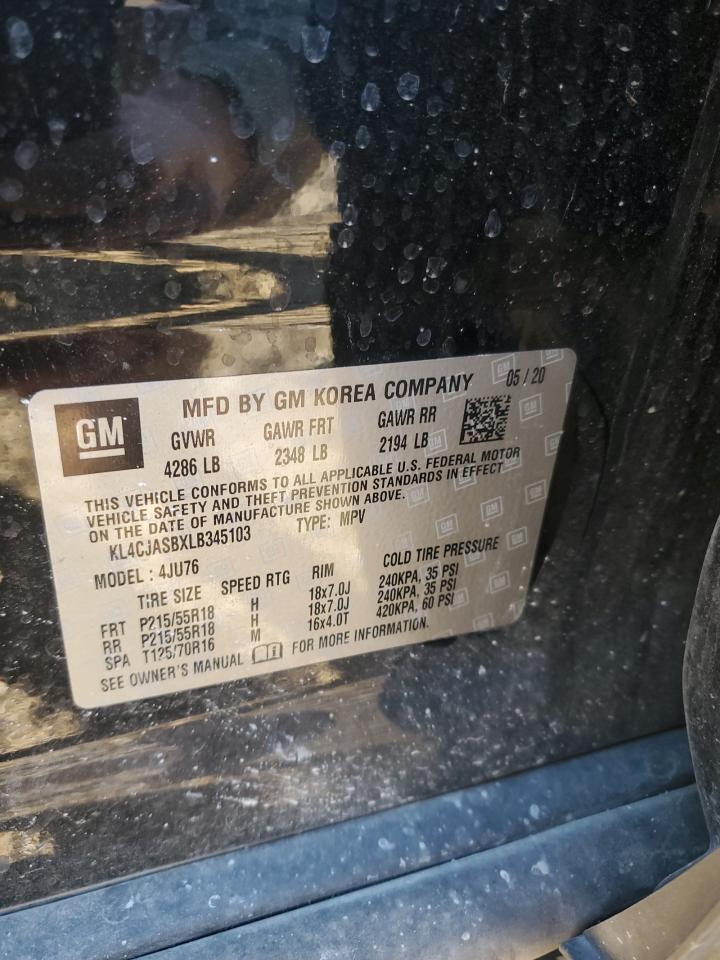 MFD BY GM KOREA COMPANY 05 / 20
GM
GVWR GAWR FRT GAWR RR
4286 LB 2348 LB 2194 LB
THIS VEHICLE CONFORMS TO ALL APPLICABLE U.S. FEDERAL MOTOR
VEHICLE SAFETY AND THEFT PREVENTION STANDARDS IN EFFECT
ON THE DATE OF MANUFACTURE SHOWN ABOVE.
KL4CJASBXLB345103 TYPE: MPV
MODEL : 4JU76
TIRE SIZE SPEED RTG RIM COLD TIRE PRESSURE
FRT P215/55R18 H 18x7.0J 240KPA, 35 PSI
RR P215/55R18 H 18x7.0J 240KPA, 35 PSI
SPA T125/70R16 M 16x4.0T 420KPA, 60 PSI
SEE OWNER'S MANUAL FOR MORE INFORMATION.